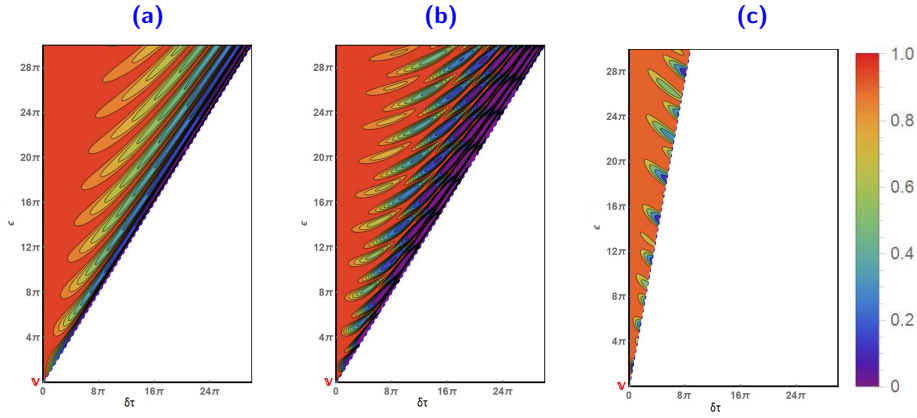 (a) (b) (c)
28π 28π 28π 1.0
24π 24π 24π 0.8
20π 20π 20π
ϵ 16π ϵ 16π ϵ 16π 0.6
12π 12π 12π 0.4
8π 8π 8π 0.2
4π 4π 4π
𝕍 𝕍 𝕍 0
0 8π 16π 24π 0 8π 16π 24π 0 8π 16π 24π
δτ δτ δτ